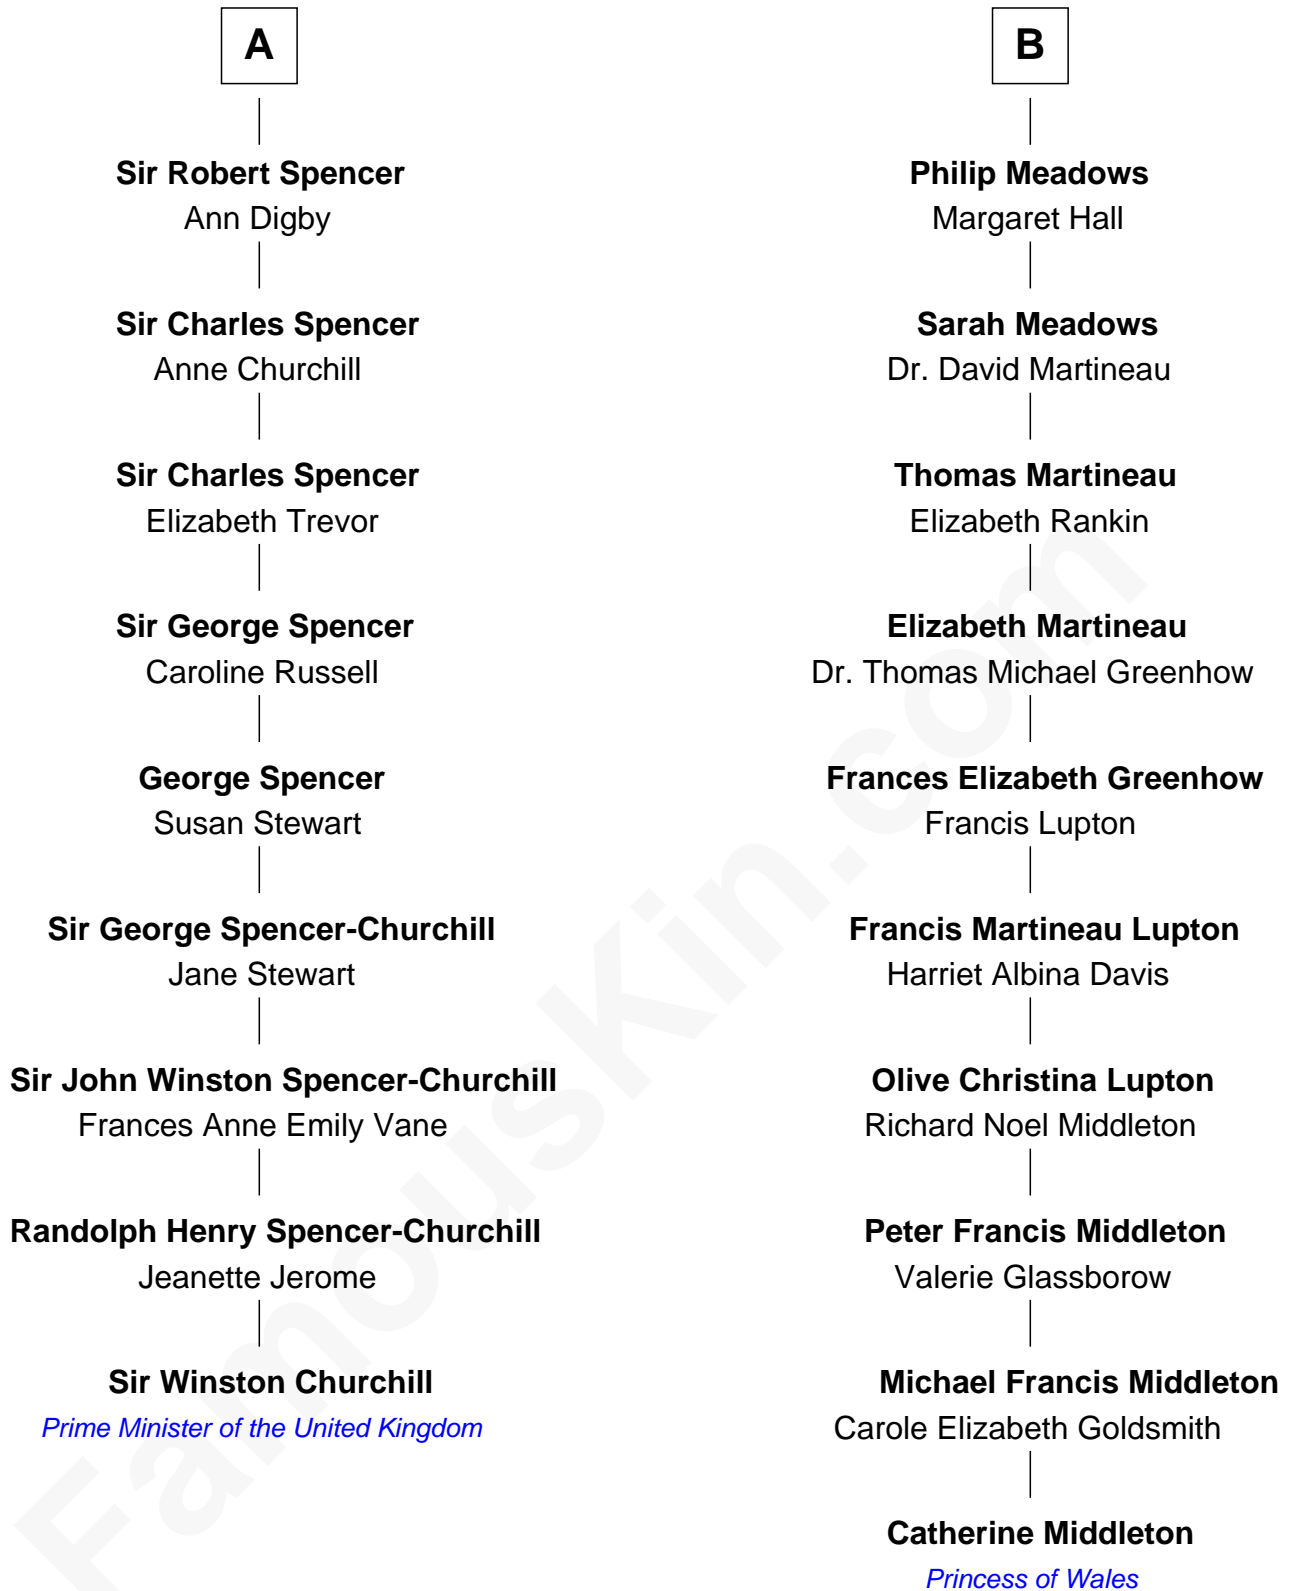 A
Sir Robert Spencer
Ann Digby
Sir Charles Spencer
Anne Churchill
Sir Charles Spencer
Elizabeth Trevor
Sir George Spencer
Caroline Russell
George Spencer
Susan Stewart
Sir George Spencer-Churchill
Jane Stewart
Sir John Winston Spencer-Churchill
Frances Anne Emily Vane
Randolph Henry Spencer-Churchill
Jeanette Jerome
Sir Winston Churchill
Prime Minister of the United Kingdom
B
Philip Meadows
Margaret Hall
Sarah Meadows
Dr. David Martineau
Thomas Martineau
Elizabeth Rankin
Elizabeth Martineau
Dr. Thomas Michael Greenhow
Frances Elizabeth Greenhow
Francis Lupton
Francis Martineau Lupton
Harriet Albina Davis
Olive Christina Lupton
Richard Noel Middleton
Peter Francis Middleton
Valerie Glassborow
Michael Francis Middleton
Carole Elizabeth Goldsmith
Catherine Middleton
Princess of Wales
FamousKin.com